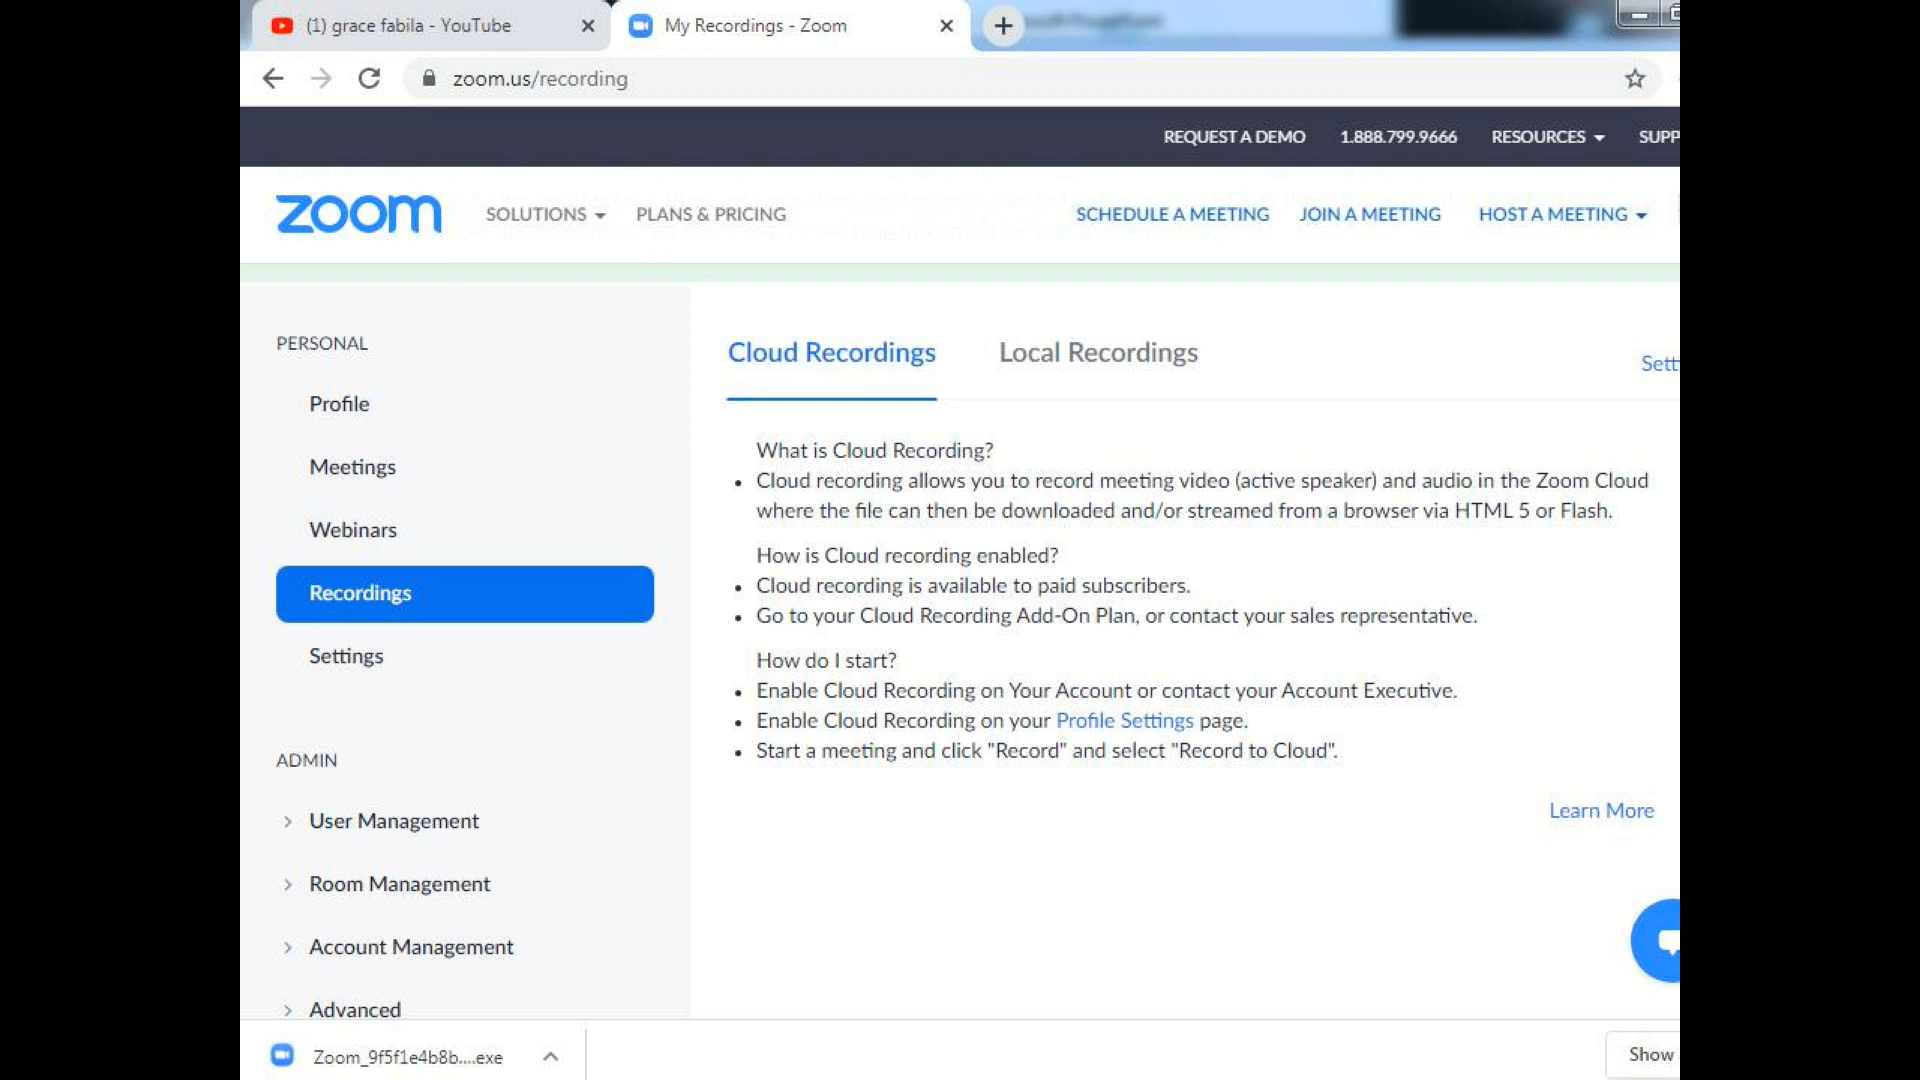 (1) grace fabila - YouTube
My Recordings - Zoom
zoom.us/recording
REQUEST A DEMO 1.888.799.9666 RESOURCES SUPP
zoom SOLUTIONS PLANS & PRICING SCHEDULE A MEETING JOIN A MEETING HOST A MEETING
PERSONAL
Profile
Meetings
Webinars
Recordings
Settings
ADMIN
User Management
Room Management
Account Management
Advanced
Cloud Recordings Local Recordings Sett
What is Cloud Recording?
• Cloud recording allows you to record meeting video (active speaker) and audio in the Zoom Cloud
where the file can then be downloaded and/or streamed from a browser via HTML 5 or Flash.
How is Cloud recording enabled?
• Cloud recording is available to paid subscribers.
• Go to your Cloud Recording Add-On Plan, or contact your sales representative.
How do I start?
• Enable Cloud Recording on Your Account or contact your Account Executive.
• Enable Cloud Recording on your Profile Settings page.
• Start a meeting and click "Record" and select "Record to Cloud".
Learn More
Zoom_9f5f1e4b8b....exe
Show